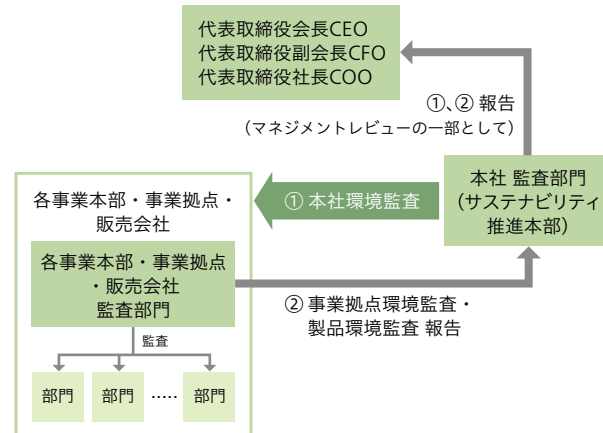 代表取締役会長CEO
代表取締役副会長CFO
代表取締役社長COO
①、② 報告
（マネジメントレビューの一部として）
本社 監査部門
（サステナビリティ
推進本部）
① 本社環境監査
各事業本部・事業拠点・
販売会社
各事業本部・事業拠点
・販売会社
監査部門
② 事業拠点環境監査・
製品環境監査 報告
監査
部門 部門 ····· 部門